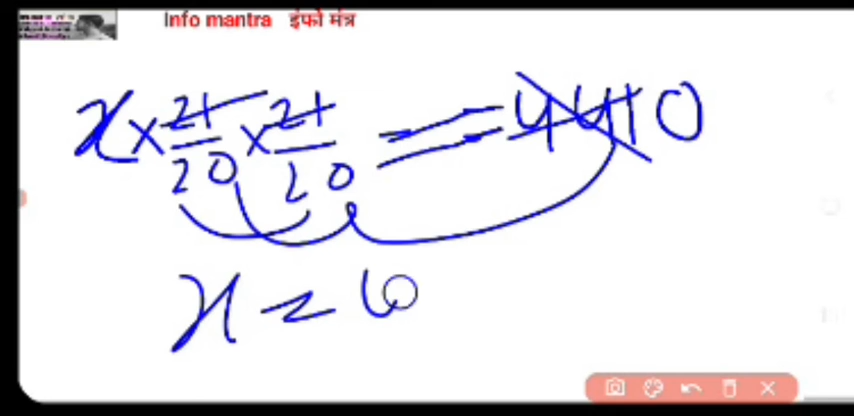 Info mantra इंफो मंत्र
x × 21/20 × 21/20 = 4410
x = 6